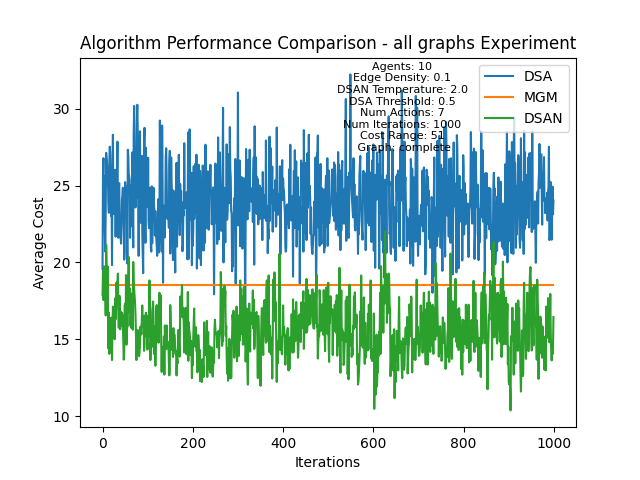 Algorithm Performance Comparison - all graphs Experiment
Agents: 10
Edge Density: 0.1
DSAN Temperature: 2.0
DSA Threshold: 0.5
Num Actions: 7
Num Iterations: 1000
Cost Range: 51
Graph: complete
DSA
MGM
DSAN
30
25
20
15
10
Average Cost
0
200
400
600
800
1000
Iterations